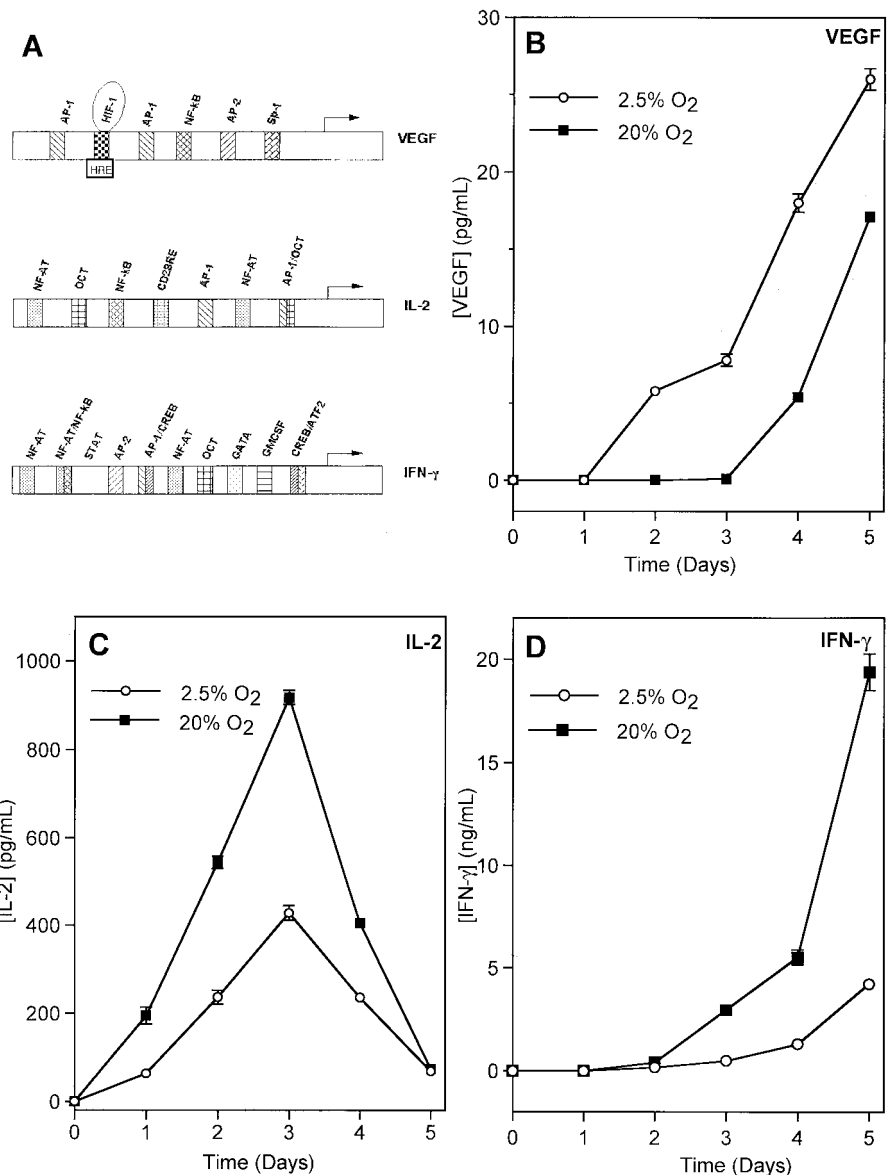 A
AP-1 HIF-1 AP-1 NF-kB AP-2 Sp-1
VEGF
HRE
NF-AT OCT NF-kB CD28RE AP-1 NF-AT AP-1/OCT
IL-2
NF-AT NF-AT/NF-kB STAT AP-2 AP-1/CREB NF-AT OCT GATA GMCSF CREB/ATF2
IFN-γ
B
VEGF
2.5% O2
20% O2
[VEGF] (pg/mL)
30
20
10
0
0 1 2 3 4 5
Time (Days)
C
IL-2
2.5% O2
20% O2
[IL-2] (pg/mL)
1000
800
600
400
200
0
0 1 2 3 4 5
Time (Days)
D
IFN-γ
2.5% O2
20% O2
[IFN-γ] (ng/mL)
20
15
10
5
0
0 1 2 3 4 5
Time (Days)